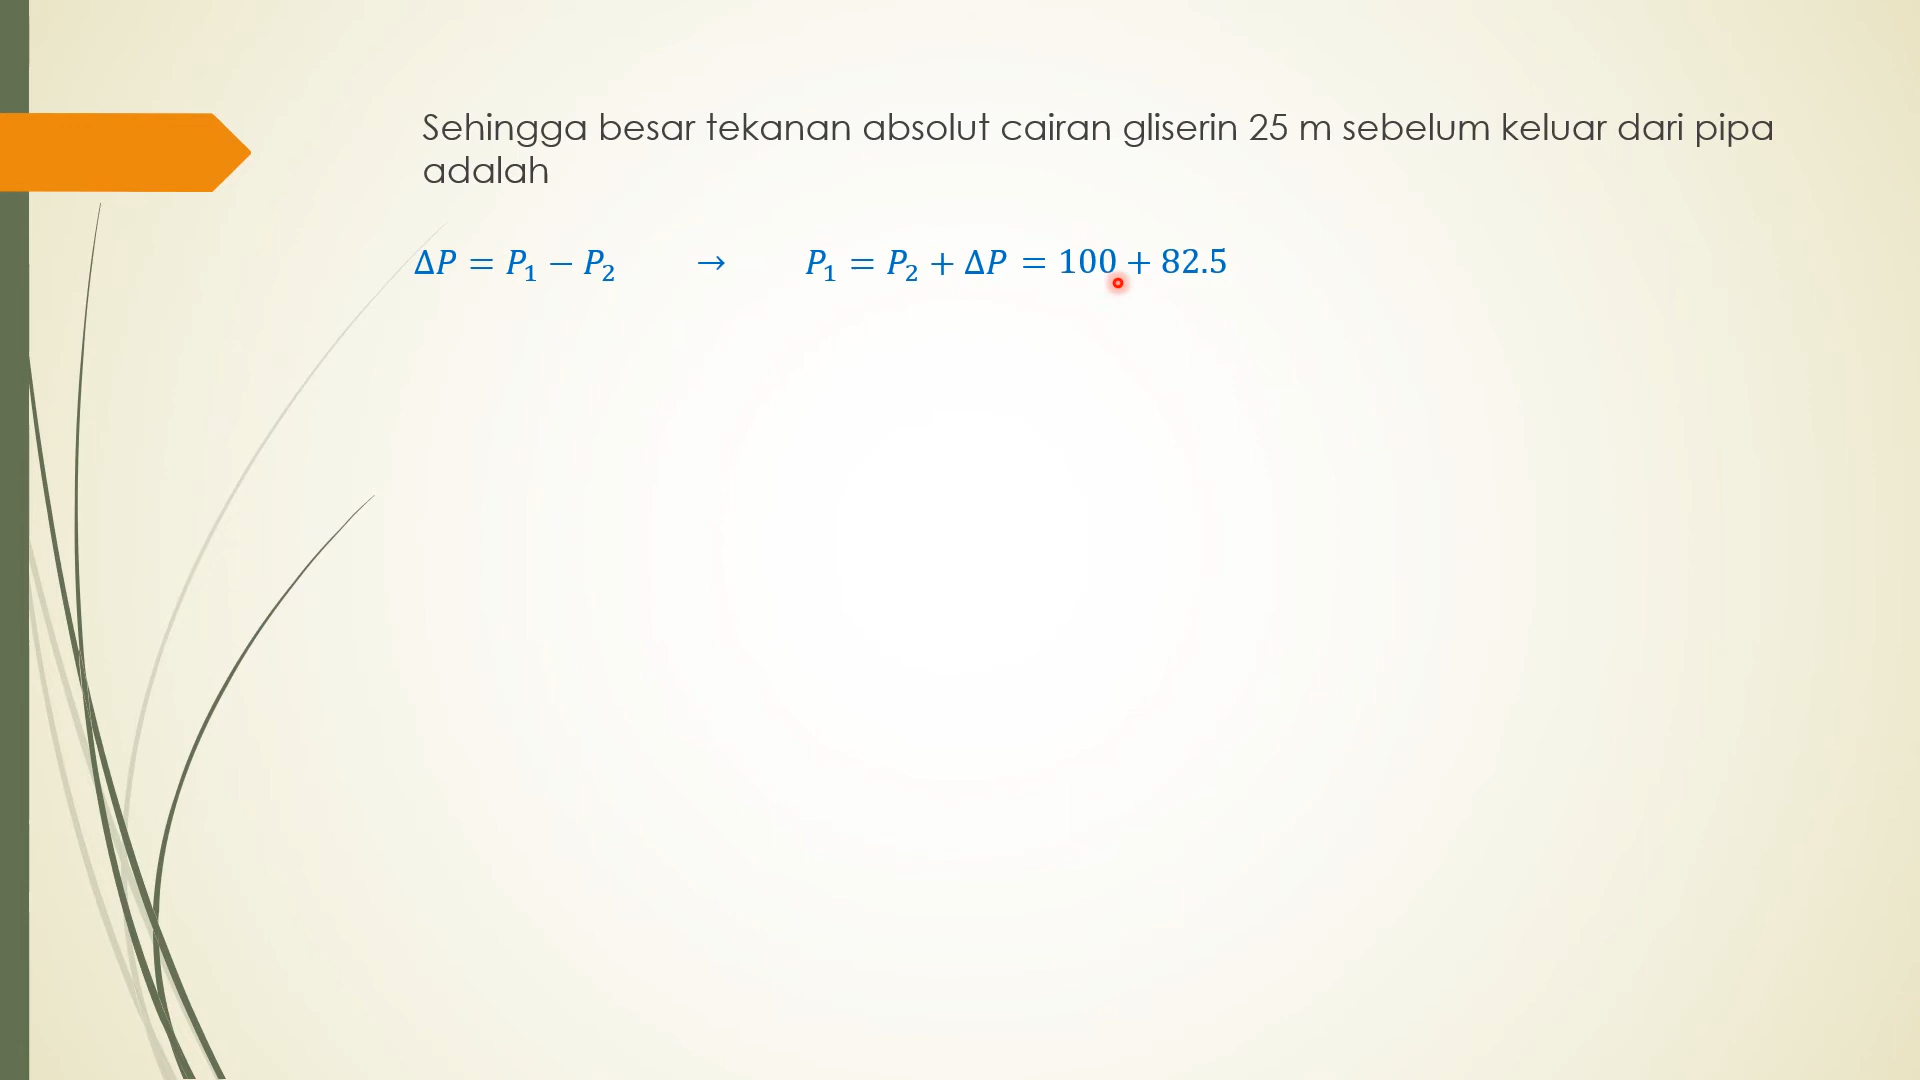 Sehingga besar tekanan absolut cairan gliserin 25 m sebelum keluar dari pipa
adalah
Δ𝑃 = 𝑃₁ − 𝑃₂ → 𝑃₁ = 𝑃₂ + Δ𝑃 = 100 + 82.5